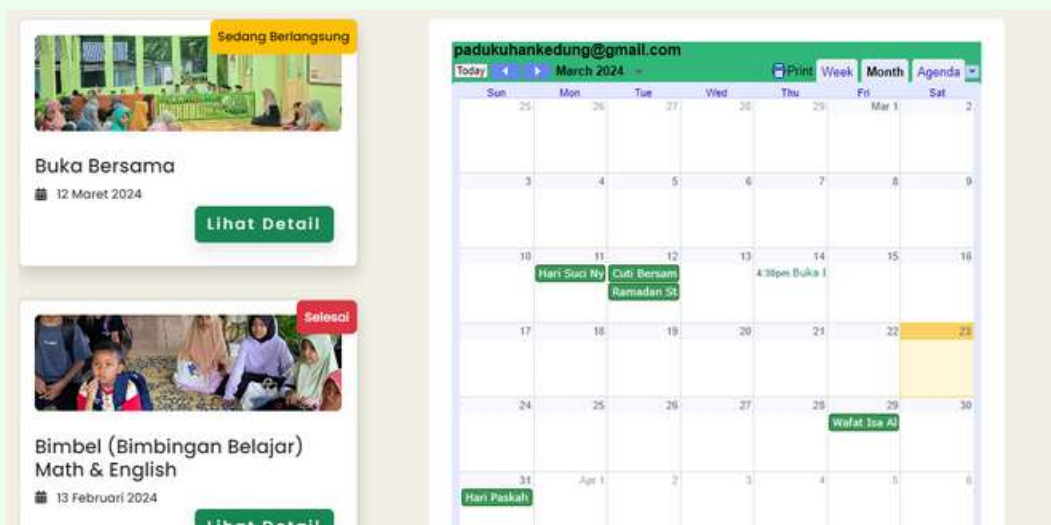 Sedang Berlangsung
Buka Bersama
12 Maret 2024
Lihat Detail
Selesai
Bimbel (Bimbingan Belajar)
Math & English
13 Februari 2024
Lihat Detail
padukuhankedung@gmail.com
Today March 2024 Print Week Month Agenda
Sun Mon Tue Wed Thu Fri Sat
25 26 27 28 29 Mar 1 2
3 4 5 6 7 8 9
10 11 12 13 14 15 16
Hari Suci Ny Cuti Bersam 4:30pm Buka
Ramadan St
17 18 19 20 21 22 23
24 25 26 27 28 29 30
Wafat Isa Al
31 Apr 1 2 3 4 5 6
Hari Paskah